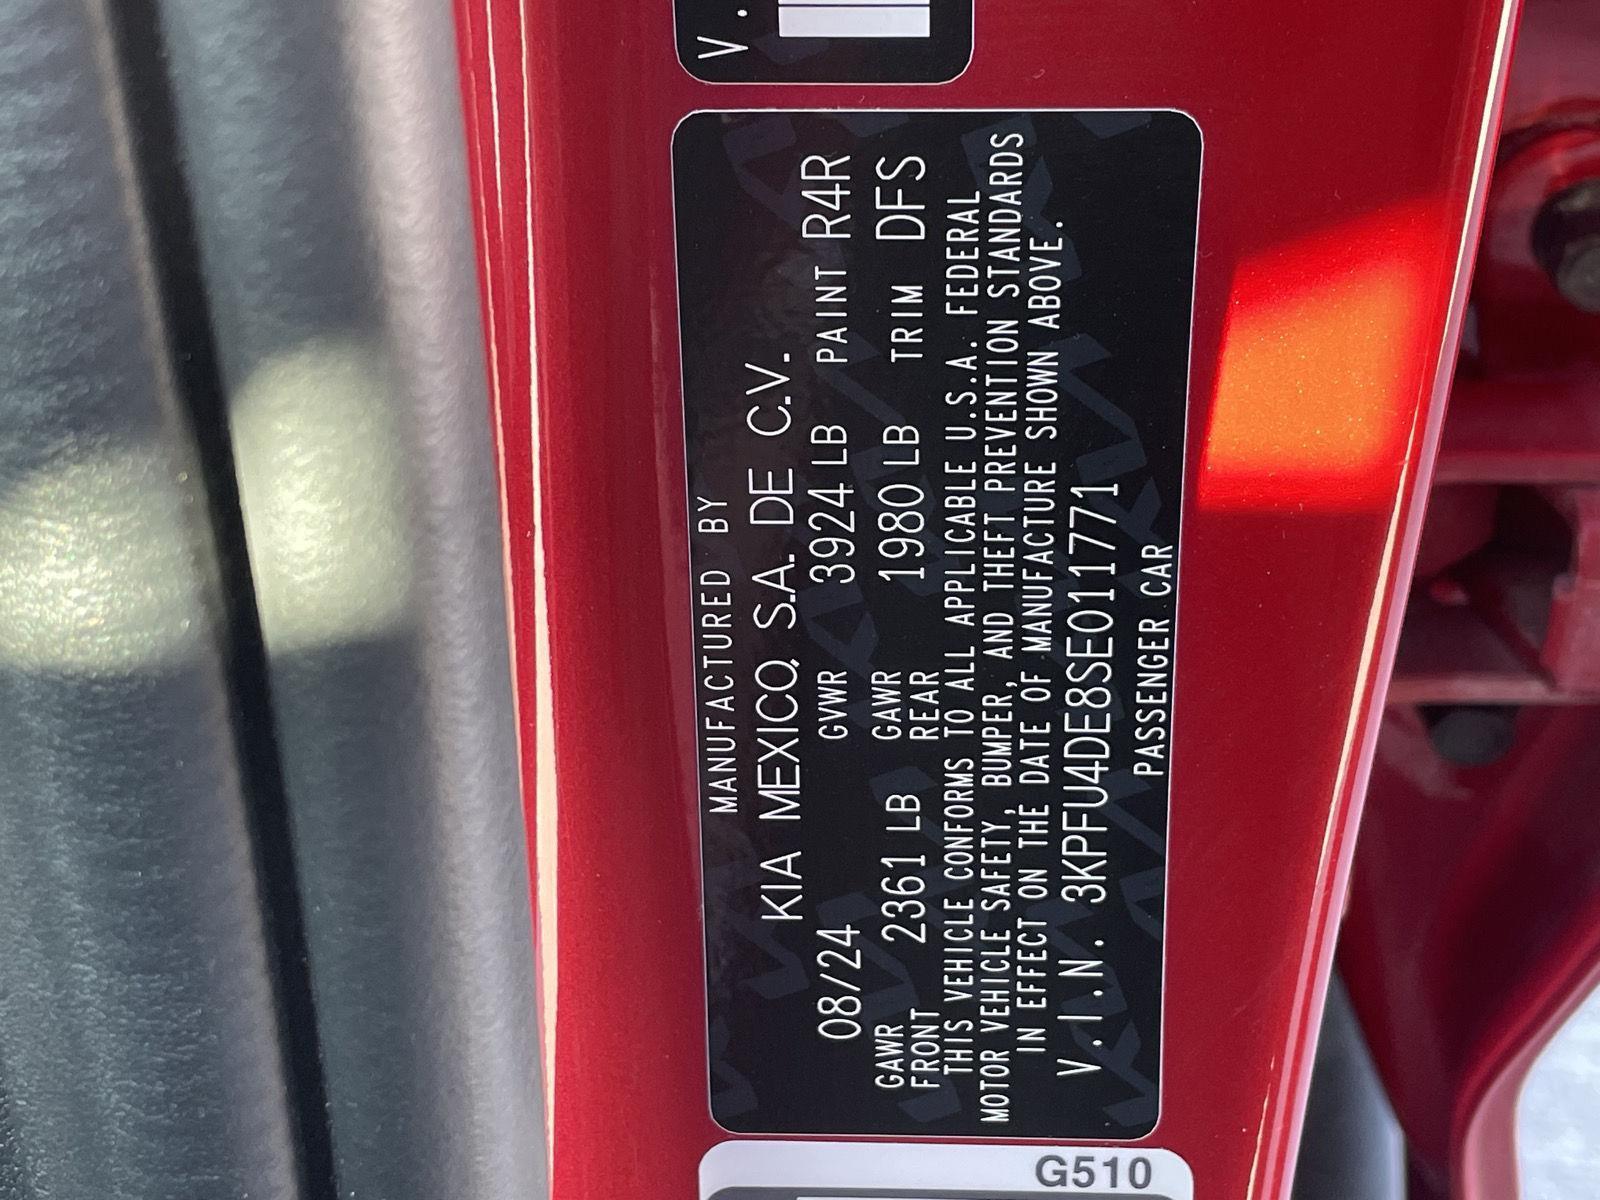 V.
MANUFACTURED BY
KIA MEXICO, S.A. DE C.V.
08/24 GVWR 3924 LB PAINT R4R
GAWR FRONT 2361 LB GAWR REAR 1980 LB TRIM DFS
THIS VEHICLE CONFORMS TO ALL APPLICABLE U.S.A. FEDERAL
MOTOR VEHICLE SAFETY, BUMPER, AND THEFT PREVENTION STANDARDS
IN EFFECT ON THE DATE OF MANUFACTURE SHOWN ABOVE.
V.I.N. 3KPFU4DE8SE011771
PASSENGER CAR
G510